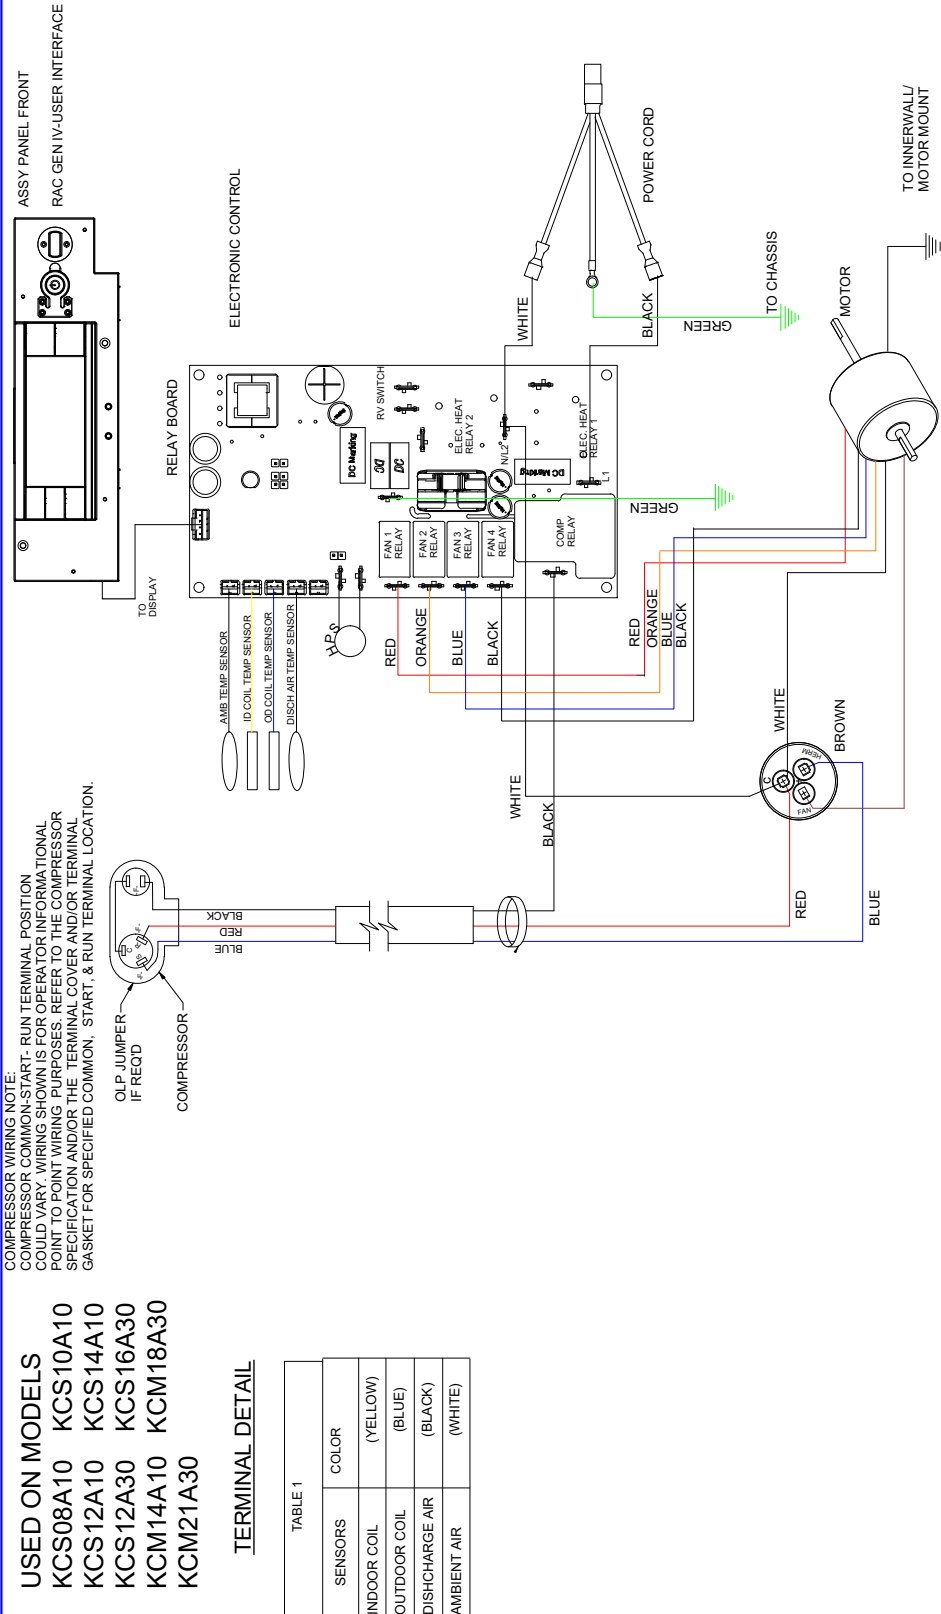 USED ON MODELS
KCS08A10 KCS10A10
KCS12A10 KCS14A10
KCS12A30 KCS16A30
KCM14A10 KCM18A30
KCM21A30
TERMINAL DETAIL
TABLE 1
SENSORS COLOR
INDOOR COIL (YELLOW)
OUTDOOR COIL (BLUE)
DISHCHARGE AIR (BLACK)
AMBIENT AIR (WHITE)
COMPRESSOR WIRING NOTE:
COMPRESSOR COMMON-START- RUN TERMINAL POSITION
COULD VARY. WIRING SHOWN IS FOR OPERATOR INFORMATIONAL
POINT TO POINT WIRING PURPOSES. REFER TO THE COMPRESSOR
SPECIFICATION AND/OR THE TERMINAL COVER AND/OR TERMINAL
GASKET FOR SPECIFIED COMMON, START, & RUN TERMINAL LOCATION.
OLP JUMPER
IF REQ'D
COMPRESSOR
C
S
R
BLACK
RED
BLUE
ASSY PANEL FRONT
RAC GEN IV-USER INTERFACE
TO
DISPLAY
RELAY BOARD
ELECTRONIC CONTROL
AMB TEMP SENSOR
ID COIL TEMP SENSOR
OD COIL TEMP SENSOR
DISCH AIR TEMP SENSOR
H.P.S
DC Marking
DC
DC
RV SWITCH
FAN 1
RELAY
FAN 2
RELAY
FAN 3
RELAY
FAN 4
RELAY
ELEC. HEAT
RELAY 2
N/L2
DC Marking
COMP
RELAY
ELEC. HEAT
RELAY 1
L1
RED
ORANGE
BLUE
BLACK
WHITE
BLACK
GREEN
POWER CORD
TO CHASSIS
GREEN
WHITE
BLACK
RED
ORANGE
BLUE
BLACK
MOTOR
TO INNERWALL/
MOTOR MOUNT
WHITE
BROWN
C
HERM
FAN
RED
BLUE